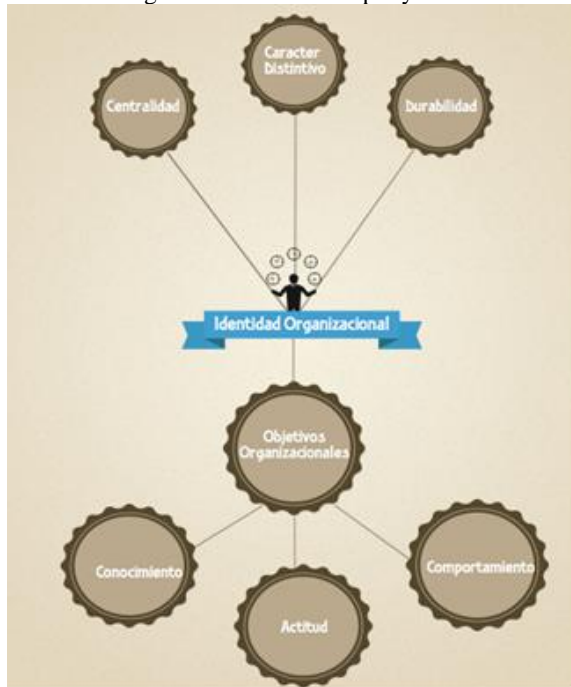 Caracter
Distintivo
Centralidad
Durabilidad
Identidad Organizacional
Objetivos
Organizacionales
Conocimiento
Comportamiento
Actitud